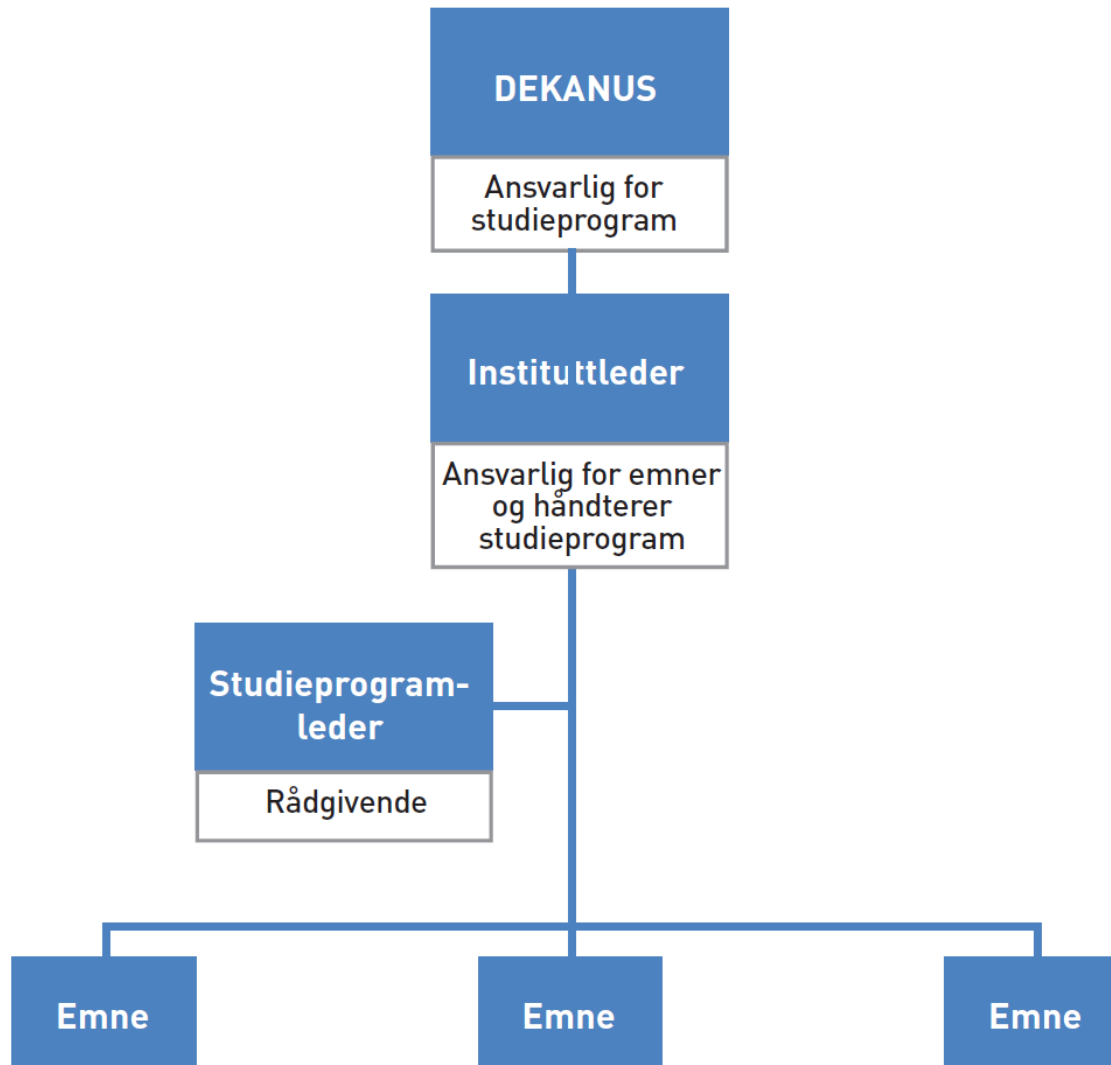 DEKANUS
Ansvarlig for
studieprogram
Instituttleder
Ansvarlig for emner
og håndterer
studieprogram
Studieprogram-
leder
Rådgivende
Emne
Emne
Emne